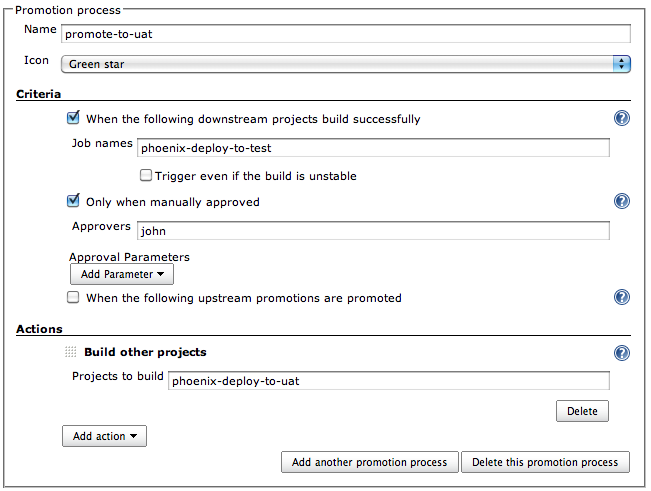 Promotion process
Name promote-to-uat
Icon Green star
Criteria
When the following downstream projects build successfully ?
Job names phoenix-deploy-to-test
Trigger even if the build is unstable
Only when manually approved ?
Approvers john
Approval Parameters
Add Parameter
When the following upstream promotions are promoted ?
Actions
Build other projects ?
Projects to build phoenix-deploy-to-uat
Delete
Add action
Add another promotion process Delete this promotion process